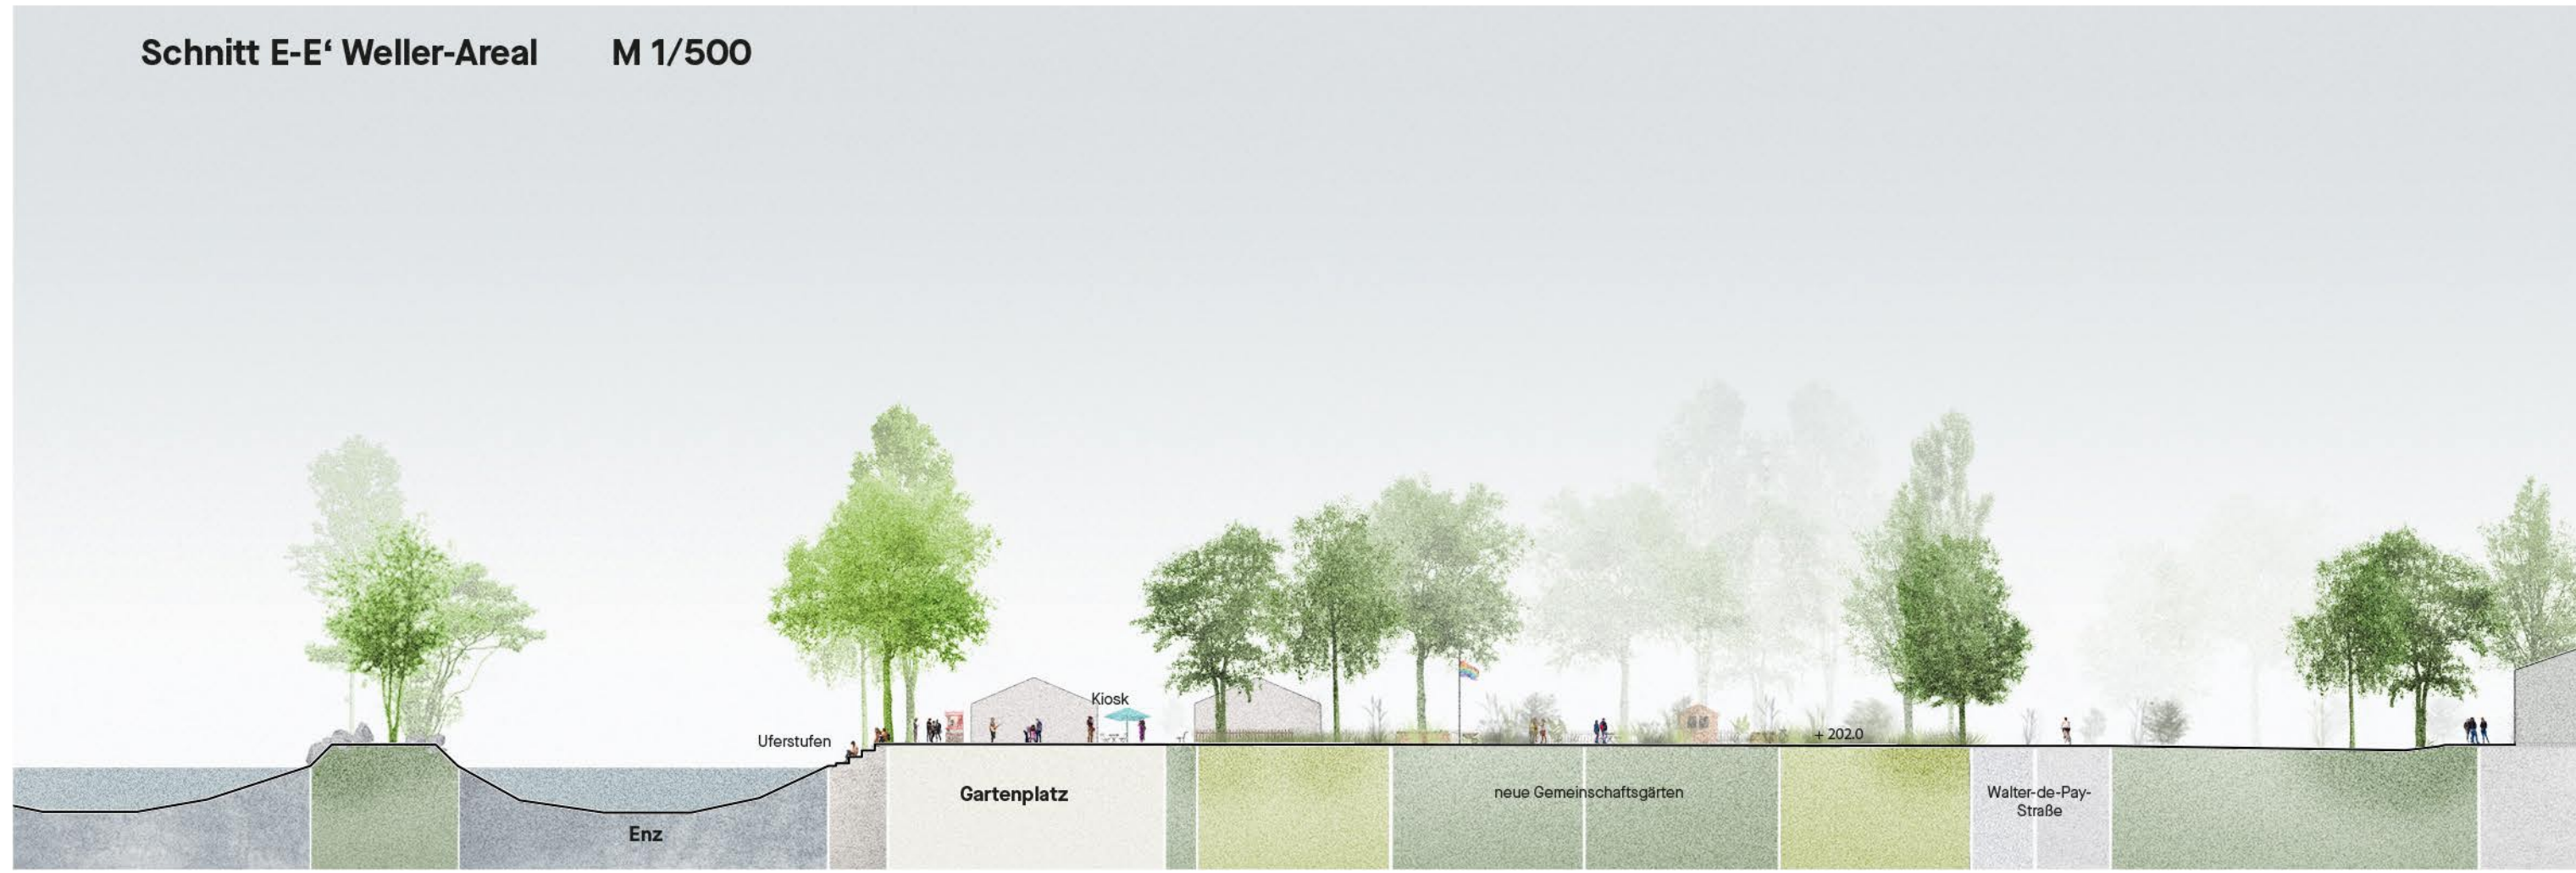 Schnitt E-E‘ Weller-Areal M 1/500
Kiosk
Uferstufen
+ 202.0
Gartenplatz
neue Gemeinschaftsgärten
Walter-de-Pay-
Straße
Enz